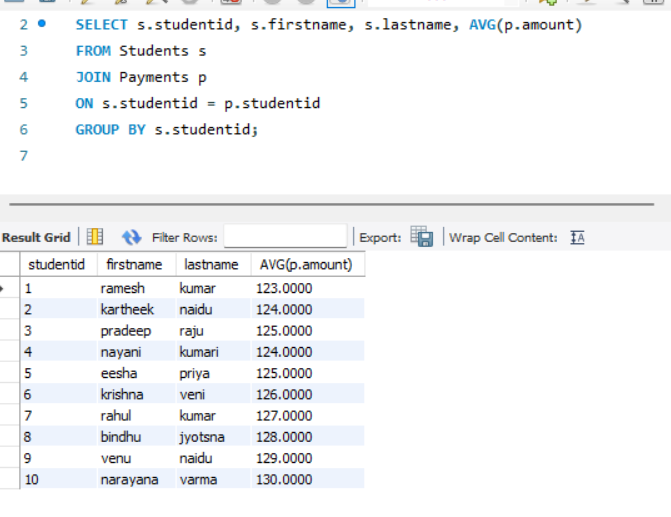 2 SELECT s.studentid, s.firstname, s.lastname, AVG(p.amount)
3 FROM Students s
4 JOIN Payments p
5 ON s.studentid = p.studentid
6 GROUP BY s.studentid;
7
Result Grid Filter Rows: Export: Wrap Cell Content: IA
studentid firstname lastname AVG(p.amount)
1 ramesh kumar 123.0000
2 kartheek naidu 124.0000
3 pradeep raju 125.0000
4 nayani kumari 124.0000
5 eesha priya 125.0000
6 krishna veni 126.0000
7 rahul kumar 127.0000
8 bindhu jyotsna 128.0000
9 venu naidu 129.0000
10 narayana varma 130.0000